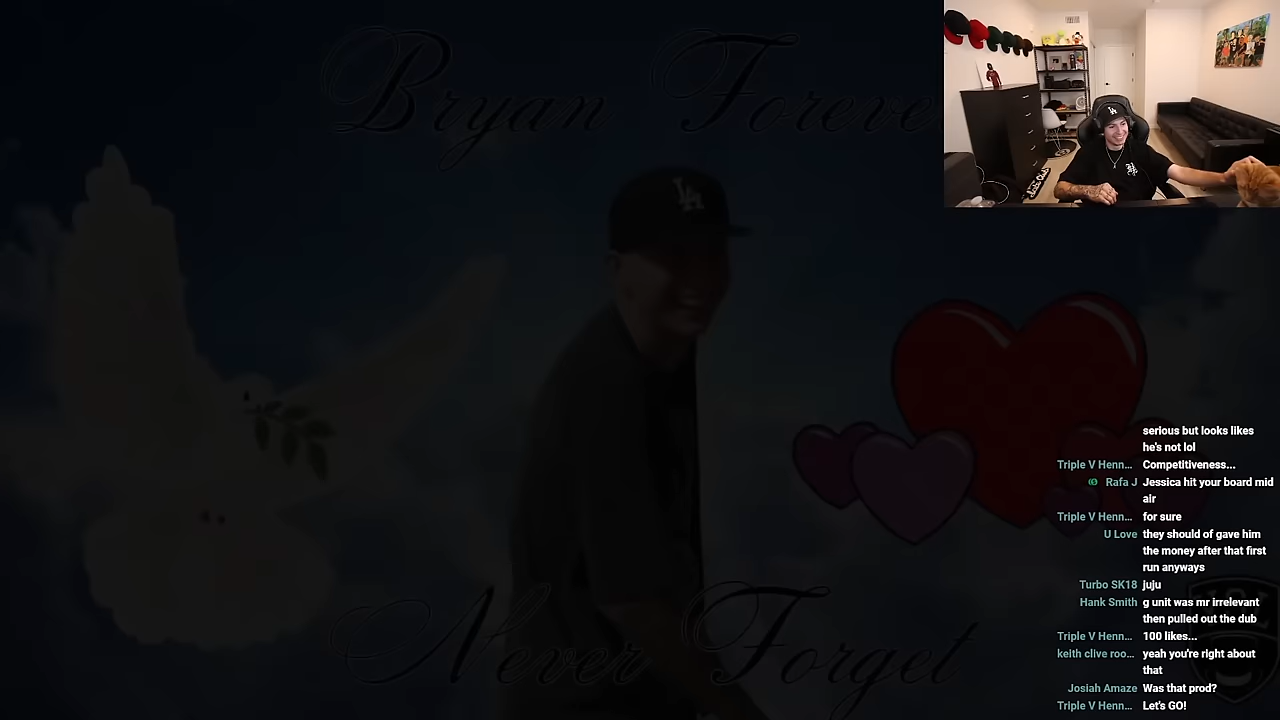 Bryan Forever
LA
LA
serious but looks likes
he's not lol
Triple V Henn... Competitiveness...
Rafa J Jessica hit your board mid
air
Triple V Henn... for sure
U Love they should of gave him
the money after that first
run anyways
Turbo SK18 juju
Hank Smith g unit was mr irrelevant
then pulled out the dub
Triple V Henn... 100 likes...
keith clive roo... yeah you're right about
that
Josiah Amaze Was that prod?
Triple V Henn... Let's GO!
Never Forget